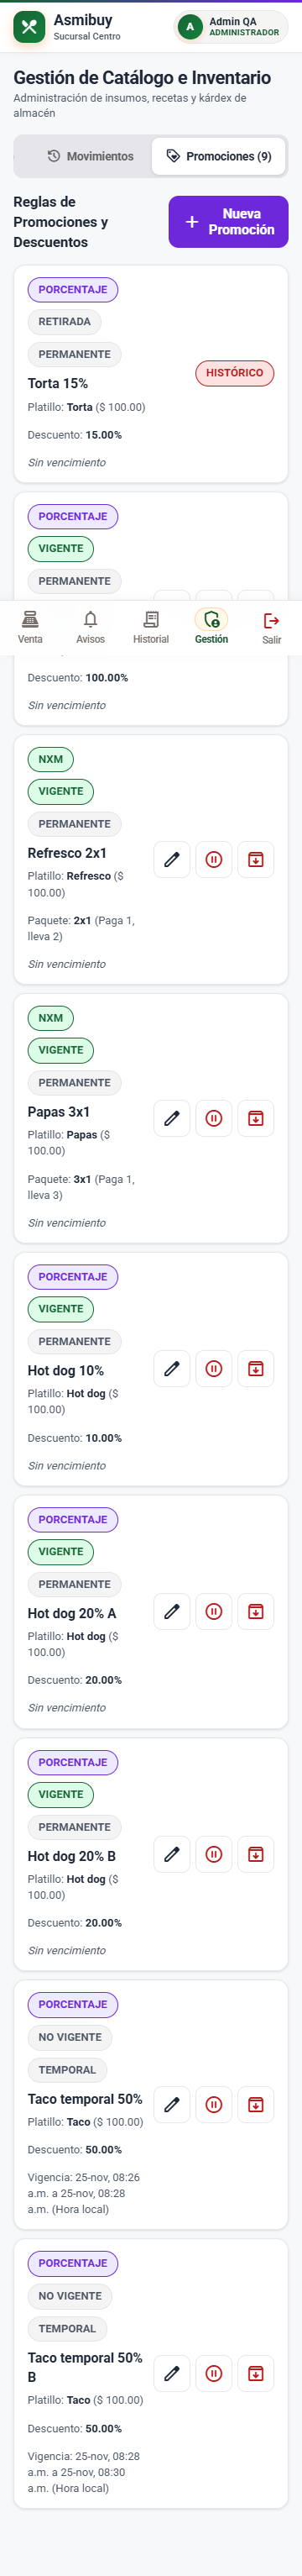 Asmibuy
Sucursal Centro
A
Admin QA
ADMINISTRADOR
Gestión de Catálogo e Inventario
Administración de insumos, recetas y kárdex de
almacén
Movimientos
Promociones (9)
Reglas de
Promociones y
Descuentos
Nueva
Promoción
PORCENTAJE
RETIRADA
PERMANENTE
Torta 15%
Platillo: Torta ($ 100.00)
Descuento: 15.00%
Sin vencimiento
HISTÓRICO
PORCENTAJE
VIGENTE
PERMANENTE
Venta
Avisos
Historial
Gestión
Salir
Descuento: 100.00%
Sin vencimiento
NXM
VIGENTE
PERMANENTE
Refresco 2x1
Platillo: Refresco ($
100.00)
Paquete: 2x1 (Paga 1,
lleva 2)
Sin vencimiento
NXM
VIGENTE
PERMANENTE
Papas 3x1
Platillo: Papas ($
100.00)
Paquete: 3x1 (Paga 1,
lleva 3)
Sin vencimiento
PORCENTAJE
VIGENTE
PERMANENTE
Hot dog 10%
Platillo: Hot dog ($
100.00)
Descuento: 10.00%
Sin vencimiento
PORCENTAJE
VIGENTE
PERMANENTE
Hot dog 20% A
Platillo: Hot dog ($
100.00)
Descuento: 20.00%
Sin vencimiento
PORCENTAJE
VIGENTE
PERMANENTE
Hot dog 20% B
Platillo: Hot dog ($
100.00)
Descuento: 20.00%
Sin vencimiento
PORCENTAJE
NO VIGENTE
TEMPORAL
Taco temporal 50%
Platillo: Taco ($ 100.00)
Descuento: 50.00%
Vigencia: 25-nov, 08:26
a.m. a 25-nov, 08:28
a.m. (Hora local)
PORCENTAJE
NO VIGENTE
TEMPORAL
Taco temporal 50%
B
Platillo: Taco ($ 100.00)
Descuento: 50.00%
Vigencia: 25-nov, 08:28
a.m. a 25-nov, 08:30
a.m. (Hora local)